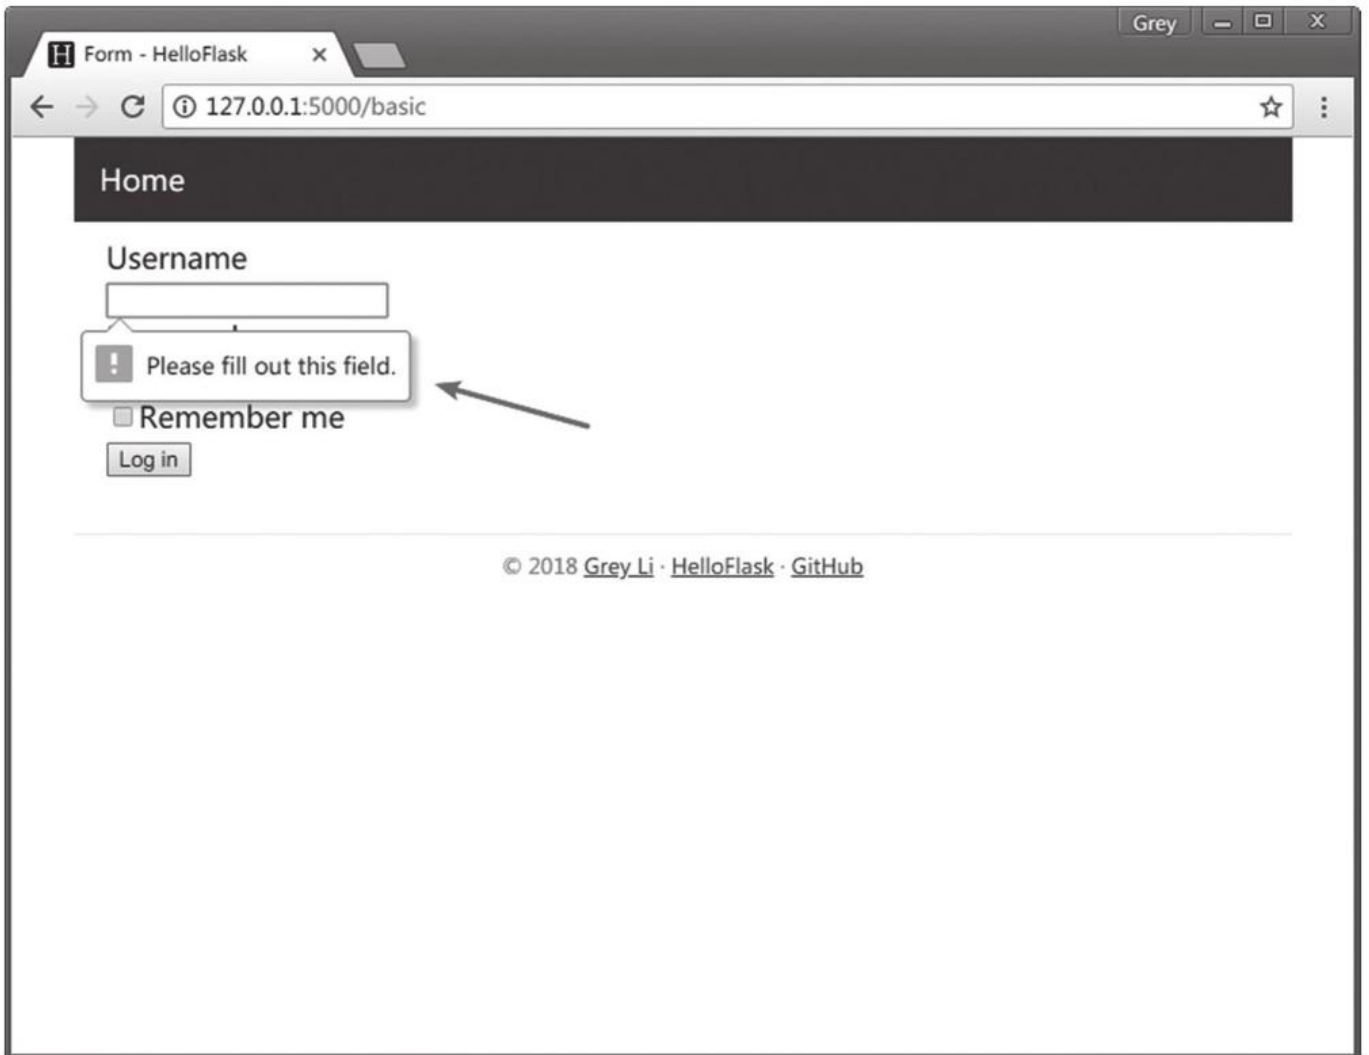 Grey
Form - HelloFlask
127.0.0.1:5000/basic
Home
Username
Please fill out this field.
Remember me
Log in
© 2018 Grey Li · HelloFlask · GitHub